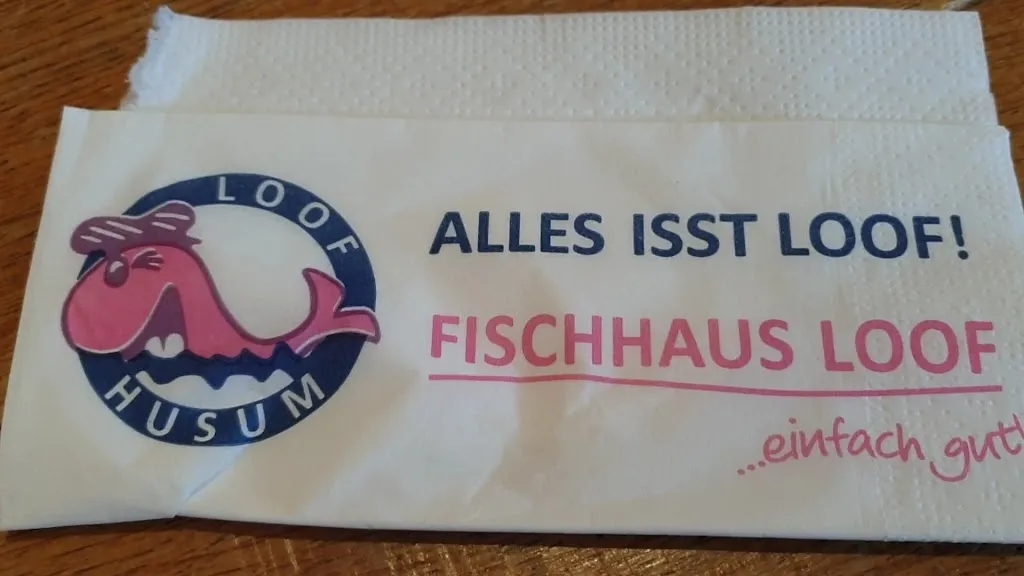 LOOF
HUSUM
ALLES ISST LOOF!
FISCHHAUS LOOF
...einfach gut!